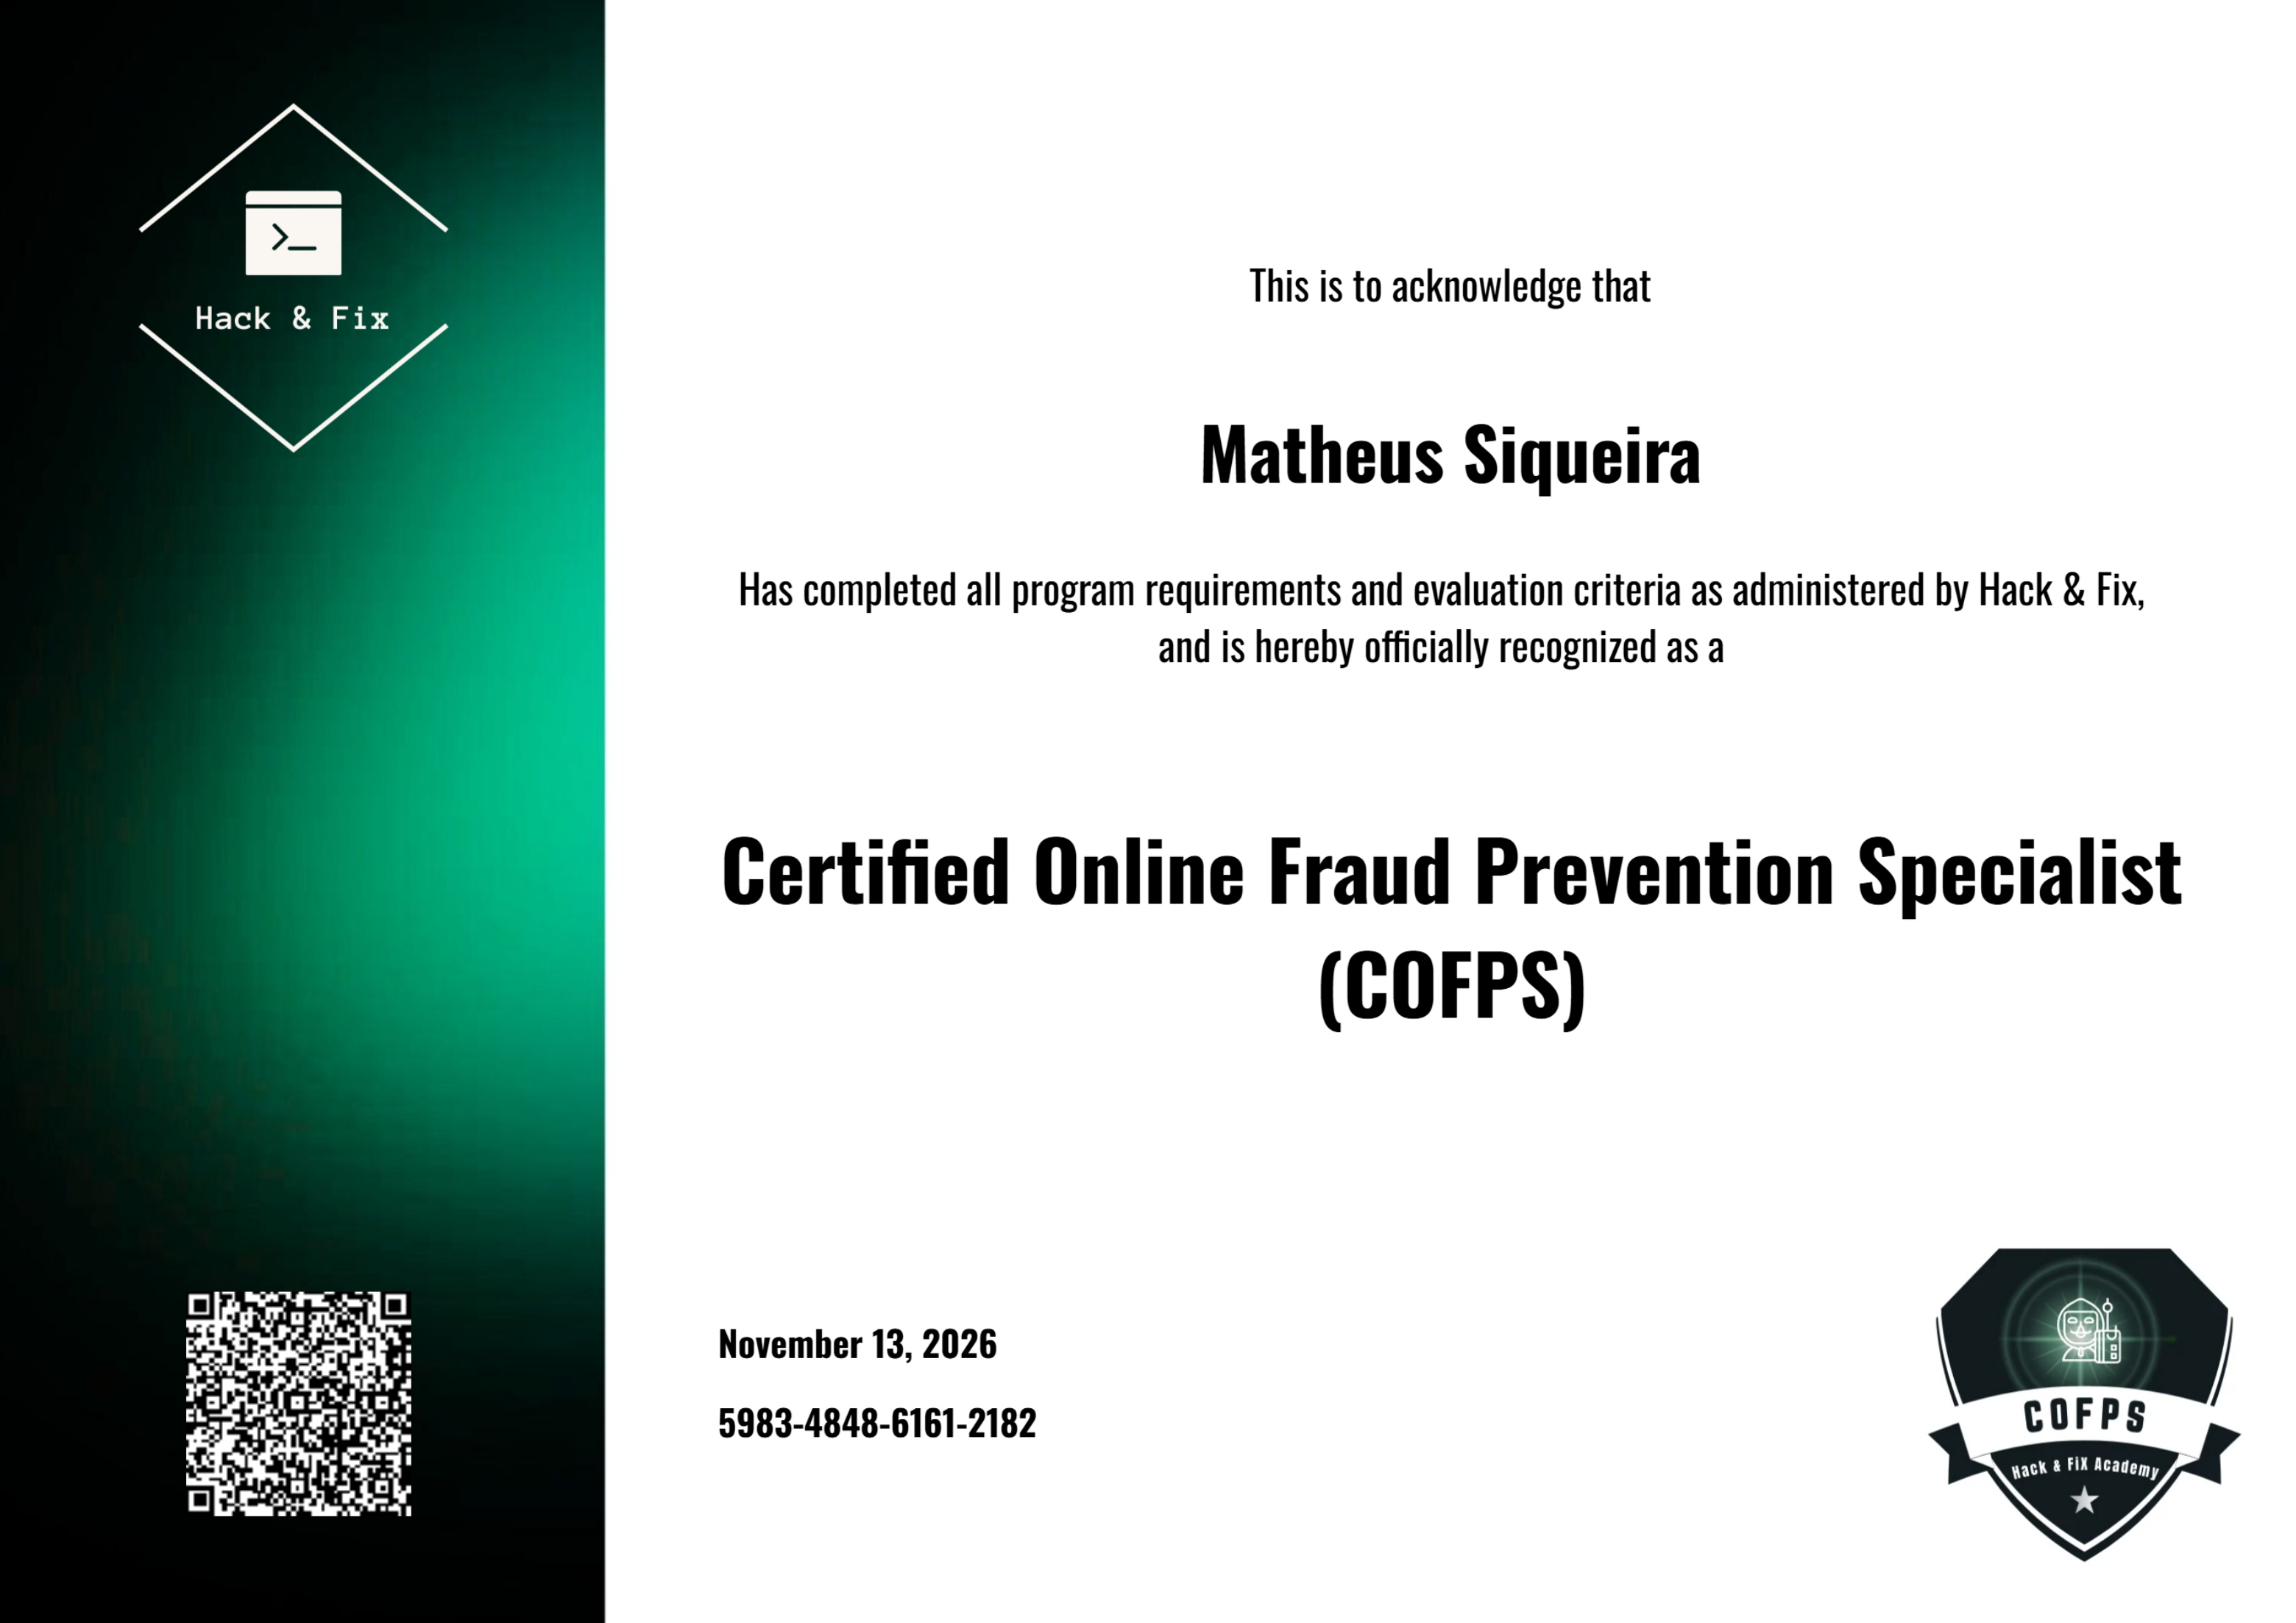 >_
Hack & Fix
This is to acknowledge that
Matheus Siqueira
Has completed all program requirements and evaluation criteria as administered by Hack & Fix,
and is hereby officially recognized as a
Certified Online Fraud Prevention Specialist
(COFPS)
November 13, 2026
5983-4848-6161-2182
COFPS
Hack & FiX Academy